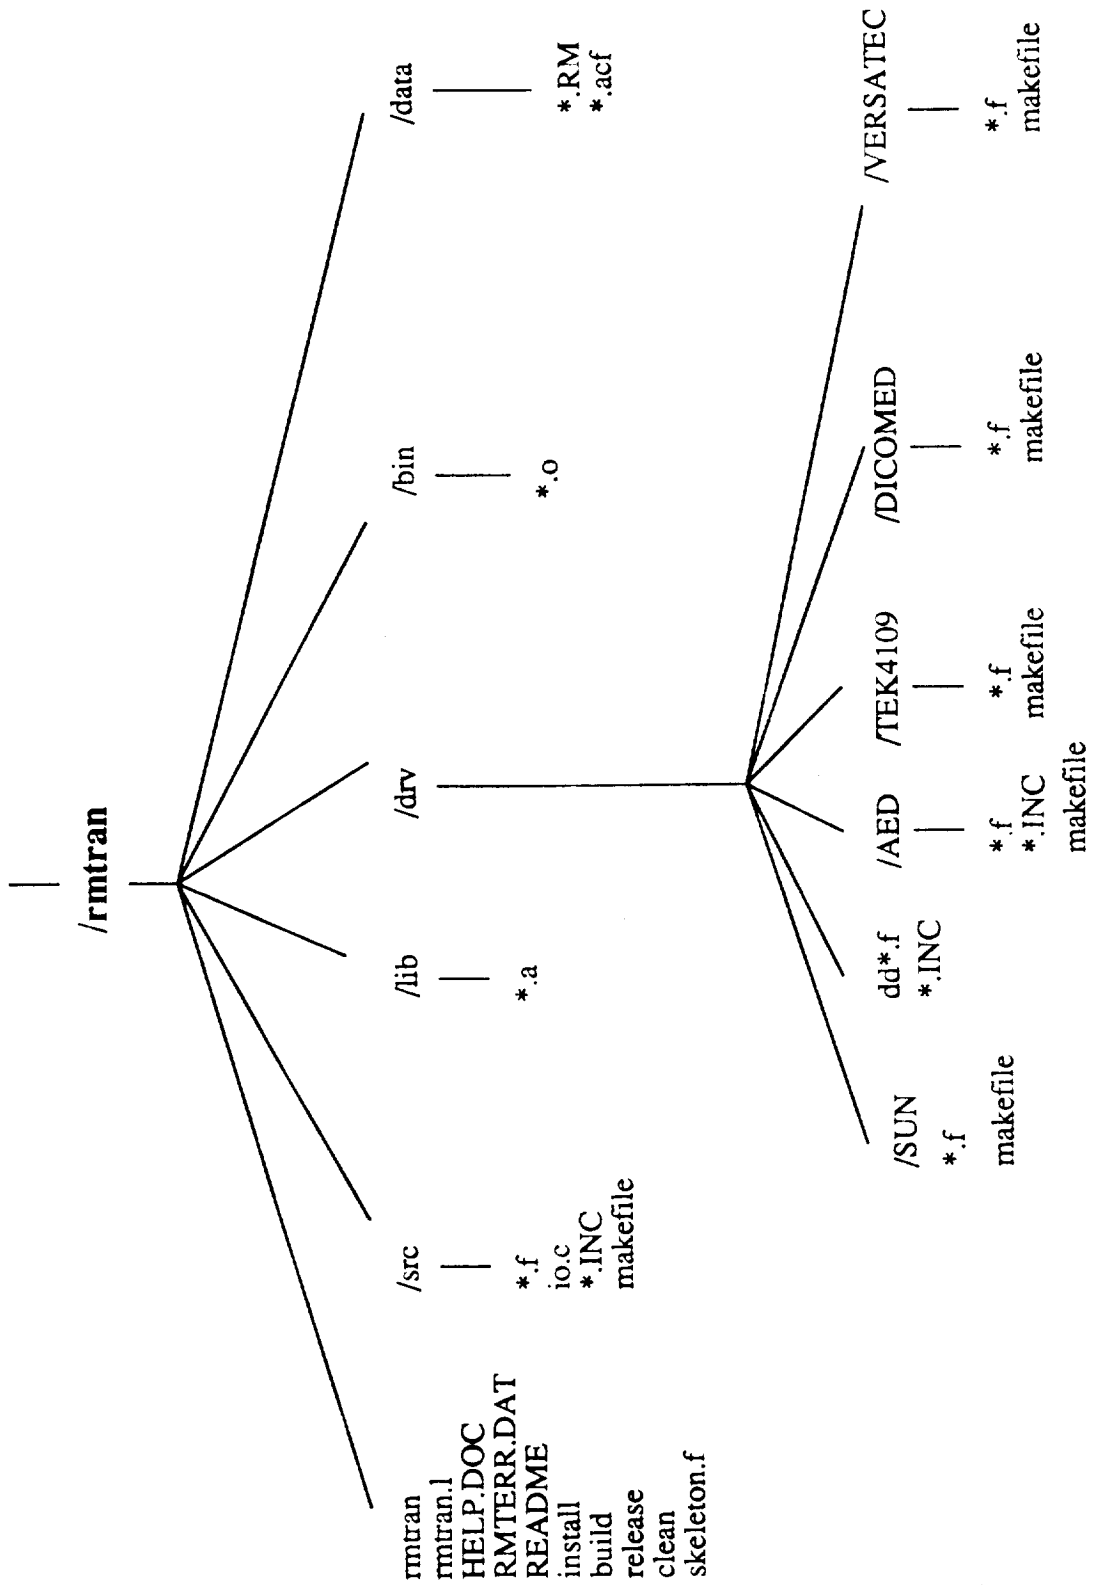 /rmtran
rmtran
rmtran.l
HELP.DOC
RMTERR.DAT
README
install
build
release
clean
skeleton.f
/src
*.f
io.c
*.INC
makefile
/lib
*.a
/drv
/bin
*.o
/data
*.RM
*.acf
/SUN
*.f
makefile
dd*.f
*.INC
/AED
*.f
*.INC
makefile
/TEK4109
*.f
makefile
/DICOMED
*.f
makefile
/VERSATEC
*.f
makefile